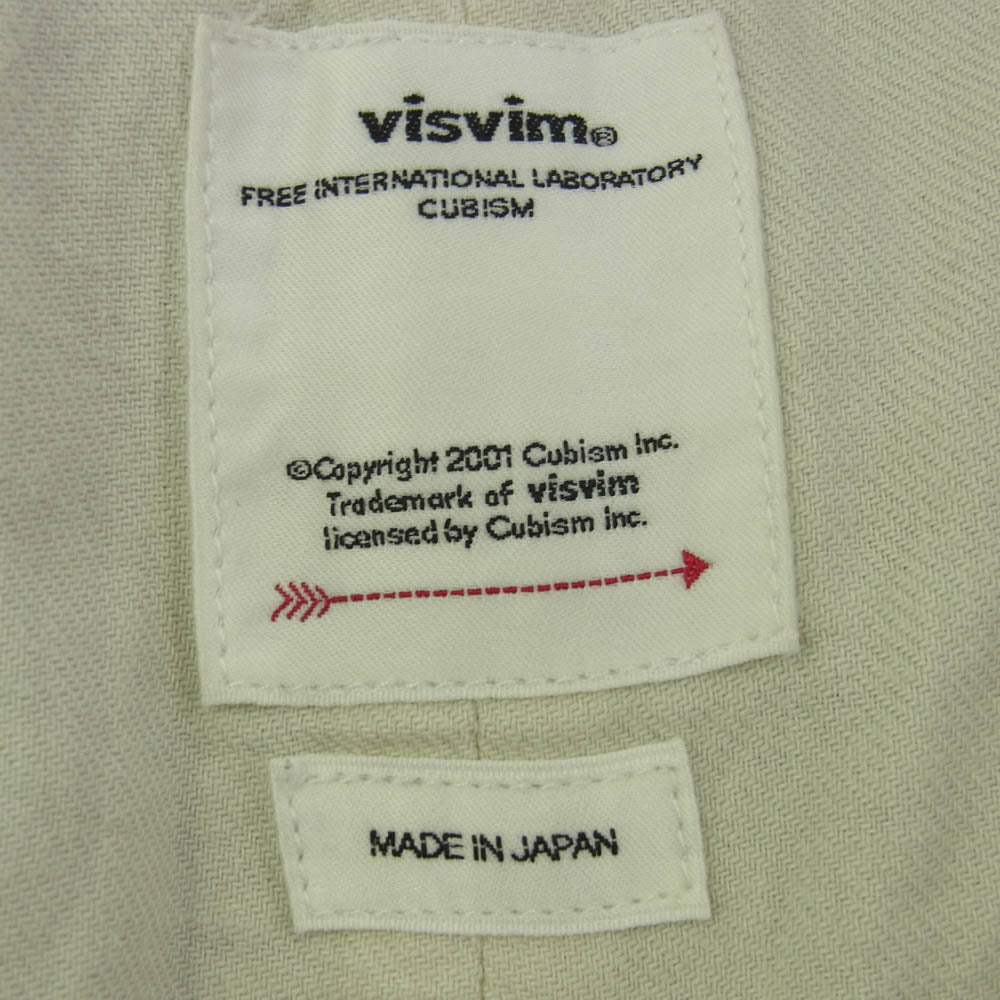 visvim®
FREE INTERNATIONAL LABORATORY
CUBISM
©Copyright 2001 Cubism Inc.
Trademark of visvim
licensed by Cubism Inc.
MADE IN JAPAN